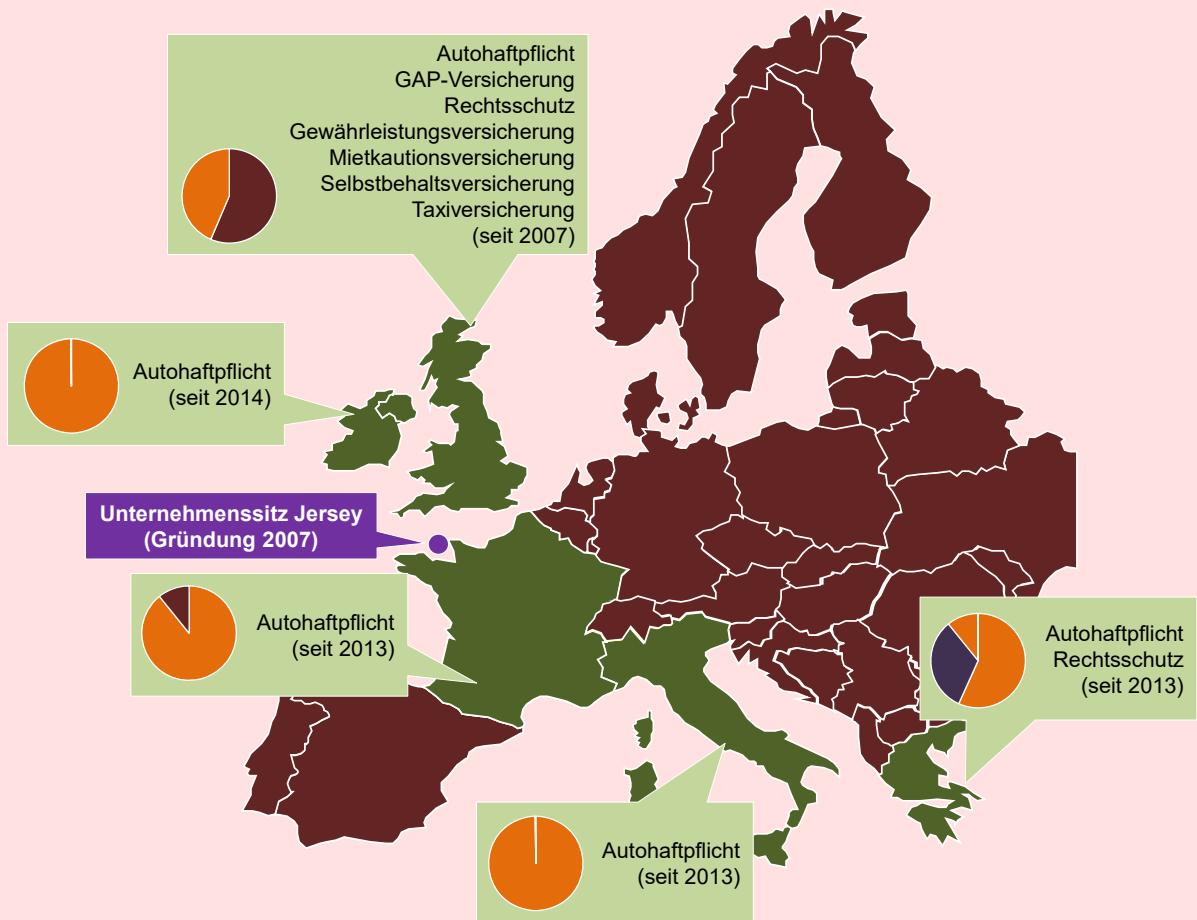 Autohaftpflicht
GAP-Versicherung
Rechtsschutz
Gewährleistungsversicherung
Mietkautionsversicherung
Selbstbehaltsversicherung
Taxiversicherung
(seit 2007)
Autohaftpflicht
(seit 2014)
Unternehmenssitz Jersey
(Gründung 2007)
Autohaftpflicht
(seit 2013)
Autohaftpflicht
Rechtsschutz
(seit 2013)
Autohaftpflicht
(seit 2013)